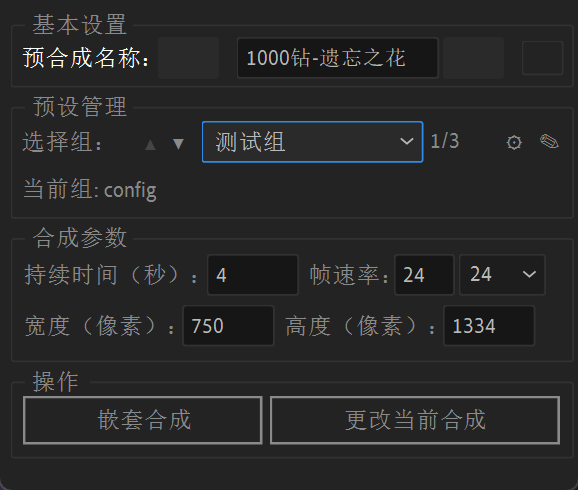 基本设置
预合成名称： 1000钻-遗忘之花
预设管理
选择组： ▲ ▼ 测试组 1/3
当前组: config
合成参数
持续时间（秒）: 4 帧速率: 24 24
宽度（像素）: 750 高度（像素）: 1334
操作
嵌套合成 更改当前合成